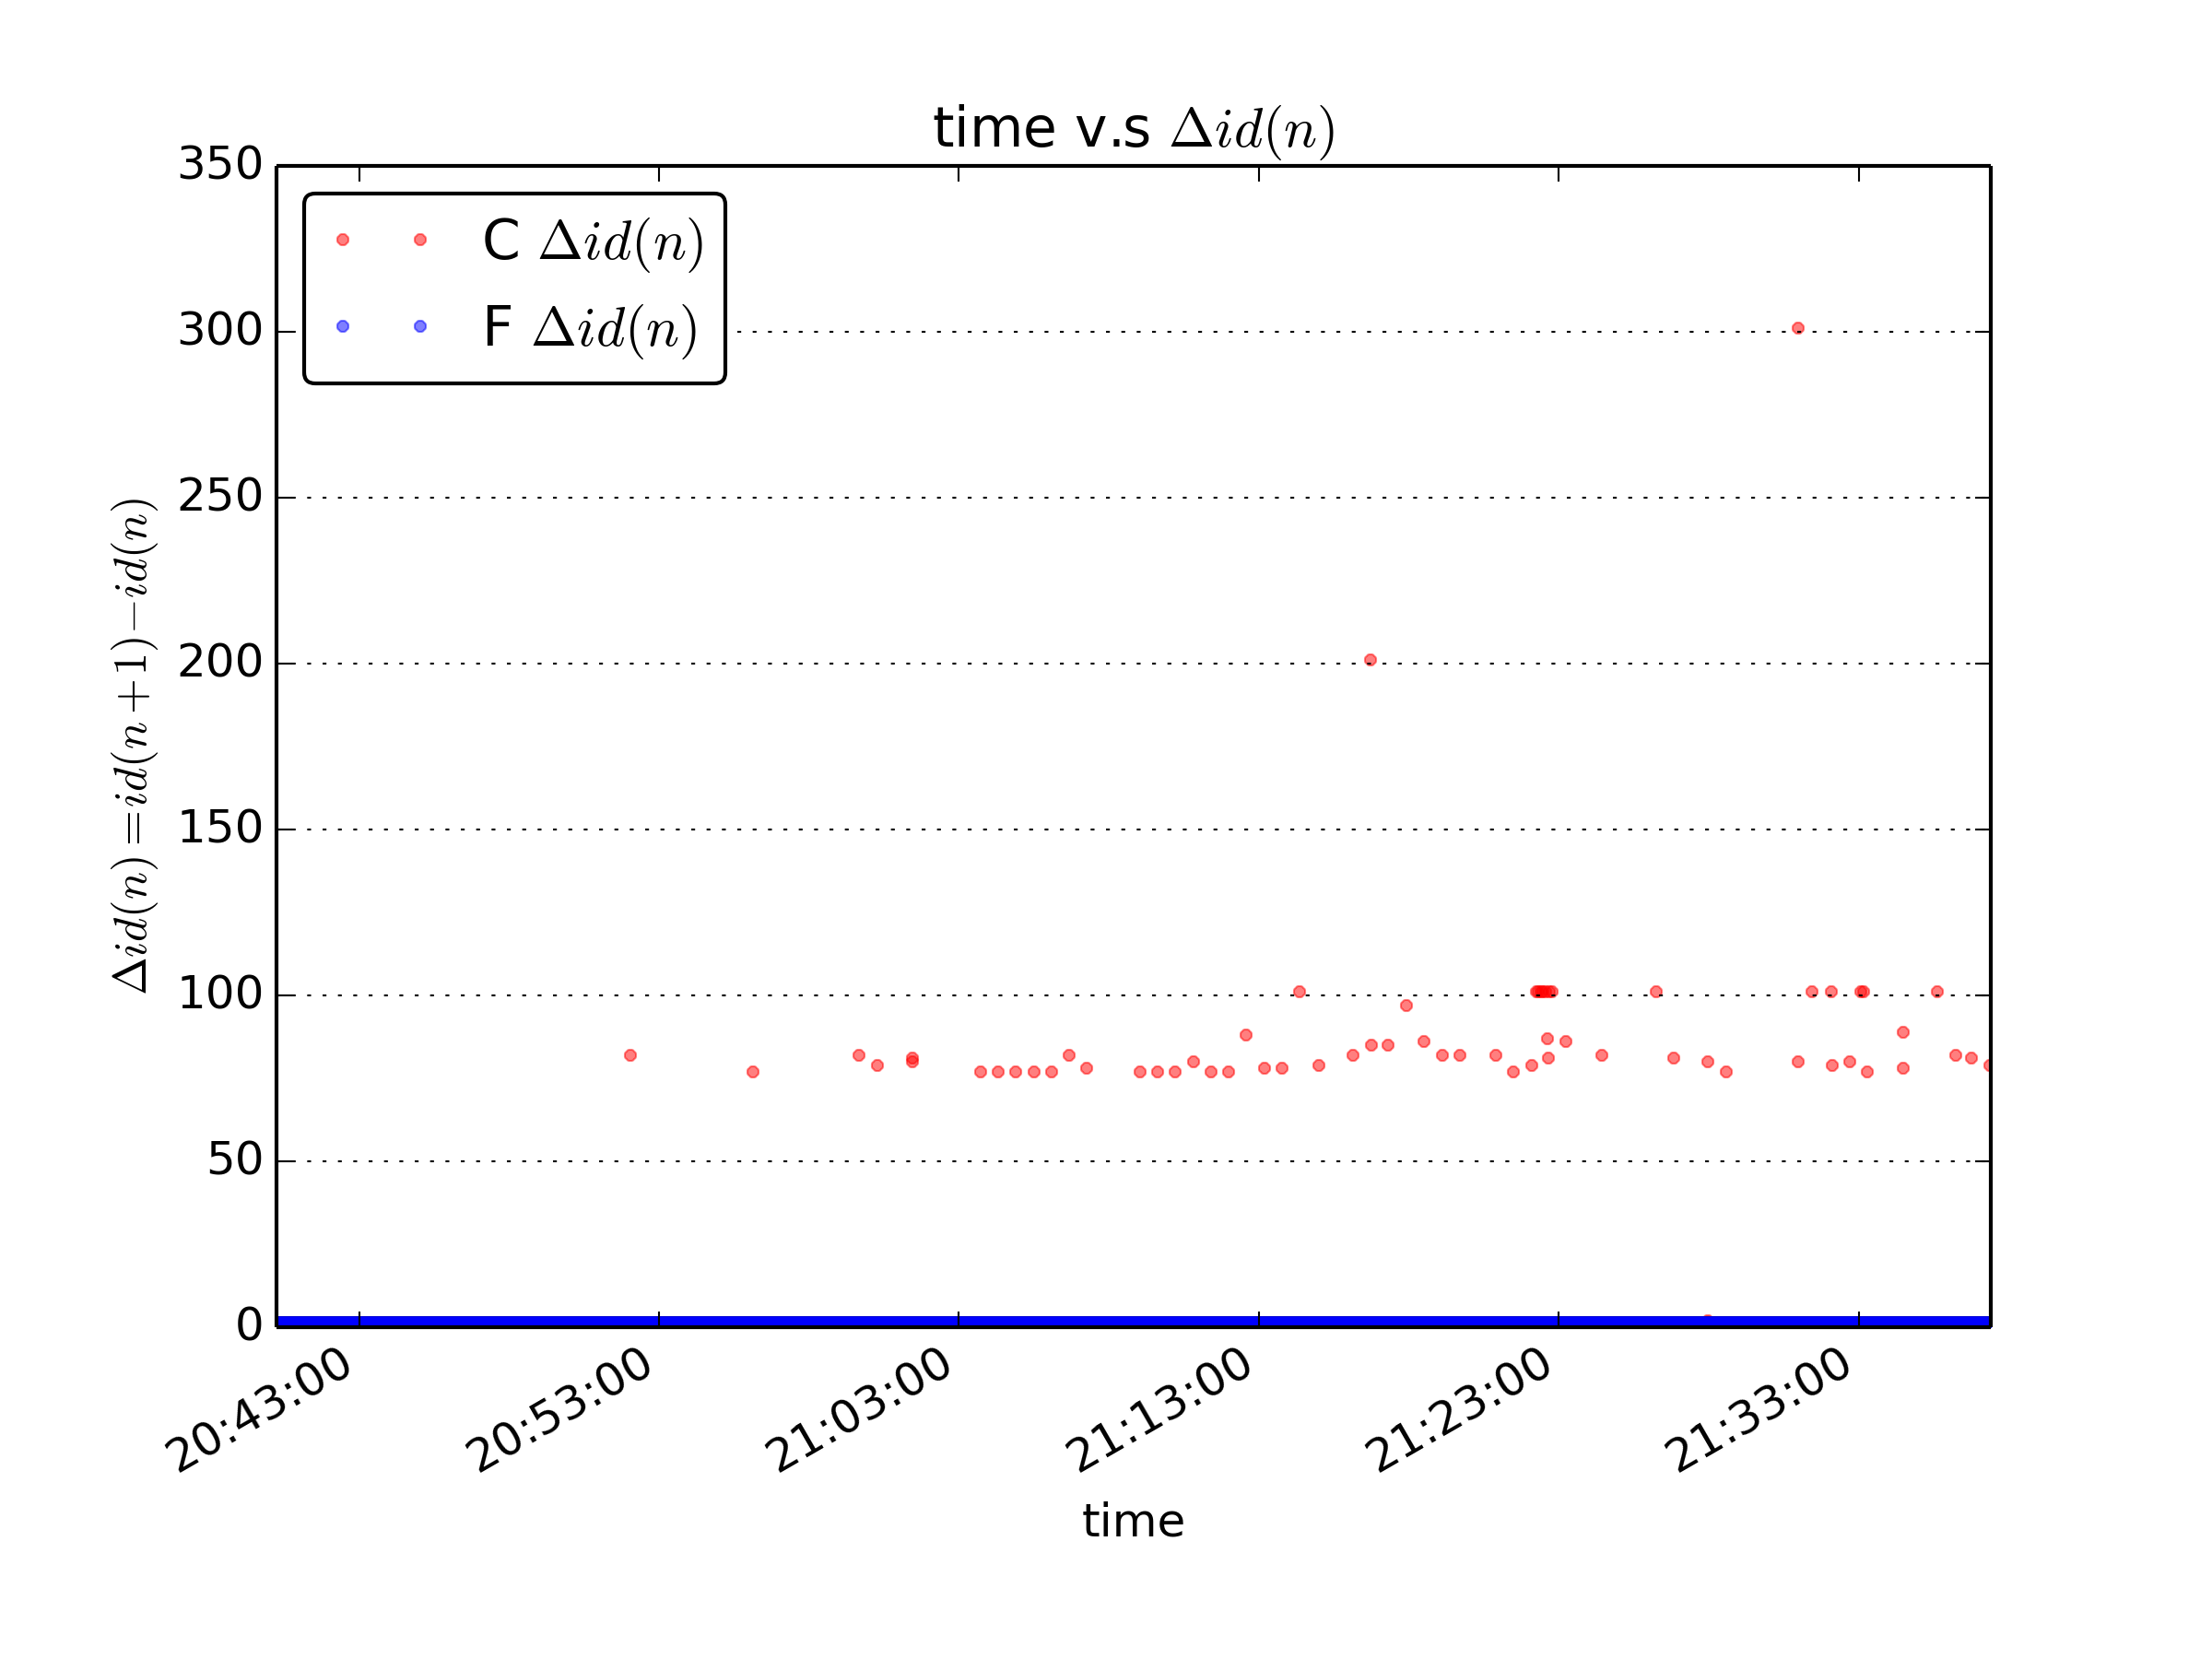 time v.s Δid(n)
C Δid(n)
F Δid(n)
350
300
250
200
150
100
50
0
Δid(n)=id(n+1)−id(n)
20:43:00
20:53:00
21:03:00
21:13:00
21:23:00
21:33:00
time